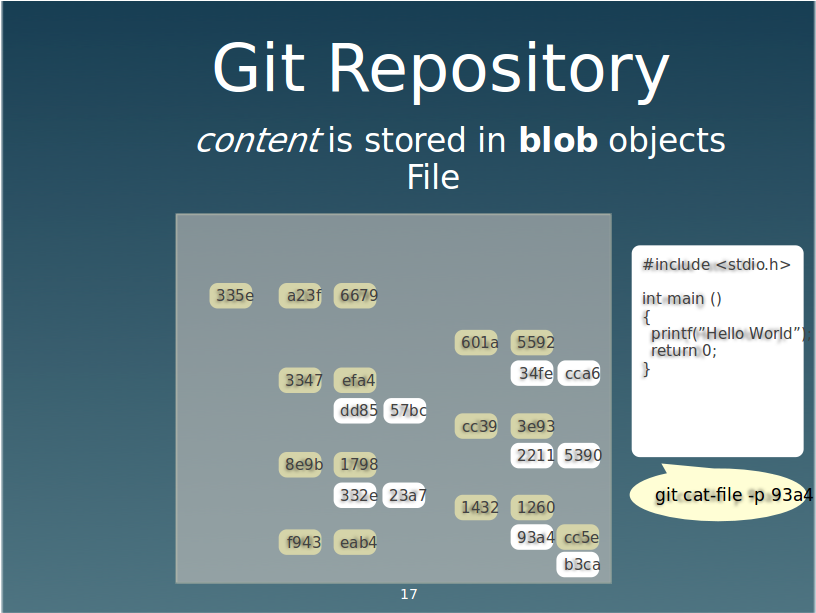 Git Repository
content is stored in blob objects
File
335e a23f 6679
601a 5592
34fe cca6
3347 efa4
dd85 57bc
cc39 3e93
2211 5390
8e9b 1798
332e 23a7
1432 1260
93a4 cc5e
f943 eab4
b3ca
#include <stdio.h>
int main ()
{
printf(”Hello World”);
return 0;
}
git cat-file -p 93a4
17